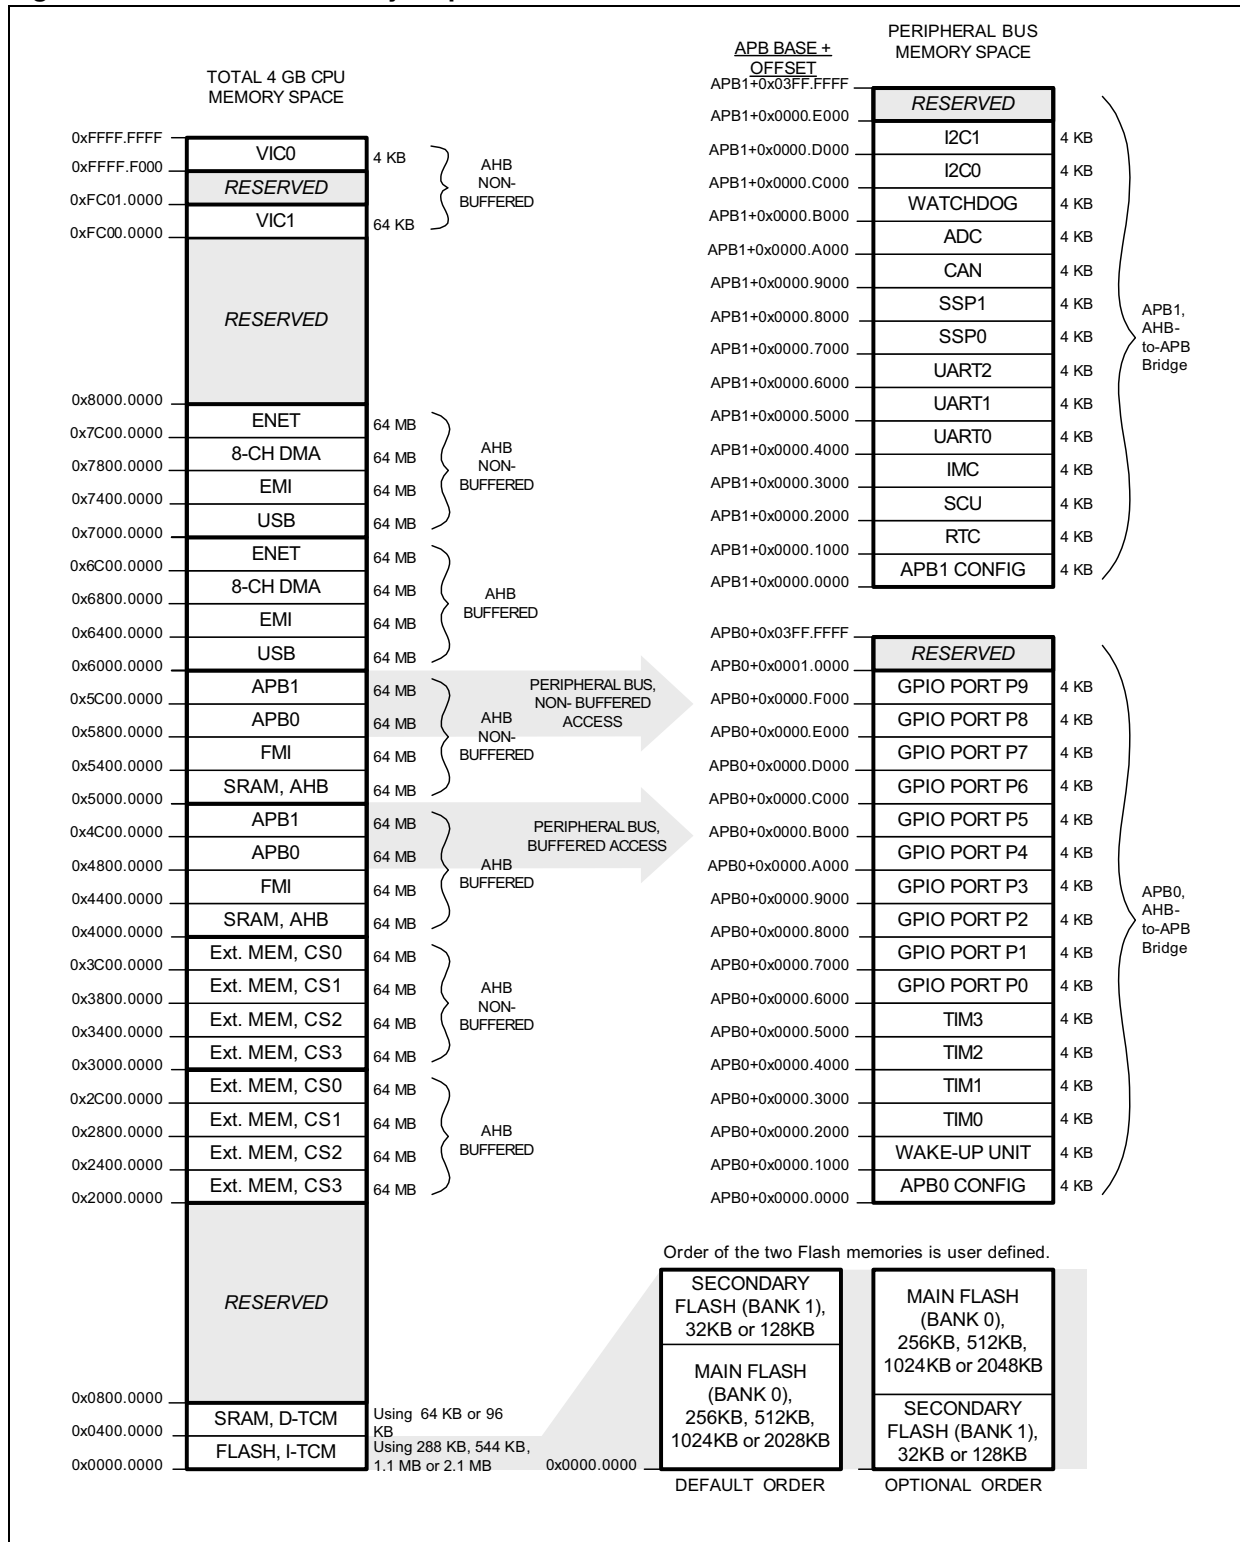 TOTAL 4 GB CPU
MEMORY SPACE
0xFFFF.FFFF
VIC0
4 KB
0xFFFF.F000
RESERVED
0xFC01.0000
VIC1
64 KB
0xFC00.0000
AHB
NON-
BUFFERED
RESERVED
0x8000.0000
ENET
64 MB
0x7C00.0000
8-CH DMA
64 MB
0x7800.0000
EMI
64 MB
0x7400.0000
USB
64 MB
0x7000.0000
AHB
NON-
BUFFERED
ENET
64 MB
0x6C00.0000
8-CH DMA
64 MB
0x6800.0000
EMI
64 MB
0x6400.0000
USB
64 MB
0x6000.0000
AHB
BUFFERED
APB1
64 MB
0x5C00.0000
APB0
64 MB
0x5800.0000
FMI
64 MB
0x5400.0000
SRAM, AHB
64 MB
0x5000.0000
AHB
NON-
BUFFERED
PERIPHERAL BUS,
NON- BUFFERED
ACCESS
APB1
64 MB
0x4C00.0000
APB0
64 MB
0x4800.0000
FMI
64 MB
0x4400.0000
SRAM, AHB
64 MB
0x4000.0000
AHB
BUFFERED
PERIPHERAL BUS,
BUFFERED ACCESS
Ext. MEM, CS0
64 MB
0x3C00.0000
Ext. MEM, CS1
64 MB
0x3800.0000
Ext. MEM, CS2
64 MB
0x3400.0000
Ext. MEM, CS3
64 MB
0x3000.0000
AHB
NON-
BUFFERED
Ext. MEM, CS0
64 MB
0x2C00.0000
Ext. MEM, CS1
64 MB
0x2800.0000
Ext. MEM, CS2
64 MB
0x2400.0000
Ext. MEM, CS3
64 MB
0x2000.0000
AHB
BUFFERED
RESERVED
0x0800.0000
SRAM, D-TCM
Using 64 KB or 96
KB
0x0400.0000
FLASH, I-TCM
Using 288 KB, 544 KB,
1.1 MB or 2.1 MB
0x0000.0000
APB BASE +
OFFSET
PERIPHERAL BUS
MEMORY SPACE
APB1+0x03FF.FFFF
RESERVED
APB1+0x0000.E000
I2C1
4 KB
APB1+0x0000.D000
I2C0
4 KB
APB1+0x0000.C000
WATCHDOG
4 KB
APB1+0x0000.B000
ADC
4 KB
APB1+0x0000.A000
CAN
4 KB
APB1+0x0000.9000
SSP1
4 KB
APB1+0x0000.8000
SSP0
4 KB
APB1+0x0000.7000
UART2
4 KB
APB1+0x0000.6000
UART1
4 KB
APB1+0x0000.5000
UART0
4 KB
APB1+0x0000.4000
IMC
4 KB
APB1+0x0000.3000
SCU
4 KB
APB1+0x0000.2000
RTC
4 KB
APB1+0x0000.1000
APB1 CONFIG
4 KB
APB1+0x0000.0000
APB1,
AHB-
to-APB
Bridge
APB0+0x03FF.FFFF
RESERVED
APB0+0x0001.0000
GPIO PORT P9
4 KB
APB0+0x0000.F000
GPIO PORT P8
4 KB
APB0+0x0000.E000
GPIO PORT P7
4 KB
APB0+0x0000.D000
GPIO PORT P6
4 KB
APB0+0x0000.C000
GPIO PORT P5
4 KB
APB0+0x0000.B000
GPIO PORT P4
4 KB
APB0+0x0000.A000
GPIO PORT P3
4 KB
APB0+0x0000.9000
GPIO PORT P2
4 KB
APB0+0x0000.8000
GPIO PORT P1
4 KB
APB0+0x0000.7000
GPIO PORT P0
4 KB
APB0+0x0000.6000
TIM3
4 KB
APB0+0x0000.5000
TIM2
4 KB
APB0+0x0000.4000
TIM1
4 KB
APB0+0x0000.3000
TIM0
4 KB
APB0+0x0000.2000
WAKE-UP UNIT
4 KB
APB0+0x0000.1000
APB0 CONFIG
4 KB
APB0+0x0000.0000
APB0,
AHB-
to-APB
Bridge
Order of the two Flash memories is user defined.
SECONDARY
FLASH (BANK 1),
32KB or 128KB
MAIN FLASH
(BANK 0),
256KB, 512KB,
1024KB or 2028KB
0x0000.0000
DEFAULT ORDER
MAIN FLASH
(BANK 0),
256KB, 512KB,
1024KB or 2048KB
SECONDARY
FLASH (BANK 1),
32KB or 128KB
OPTIONAL ORDER